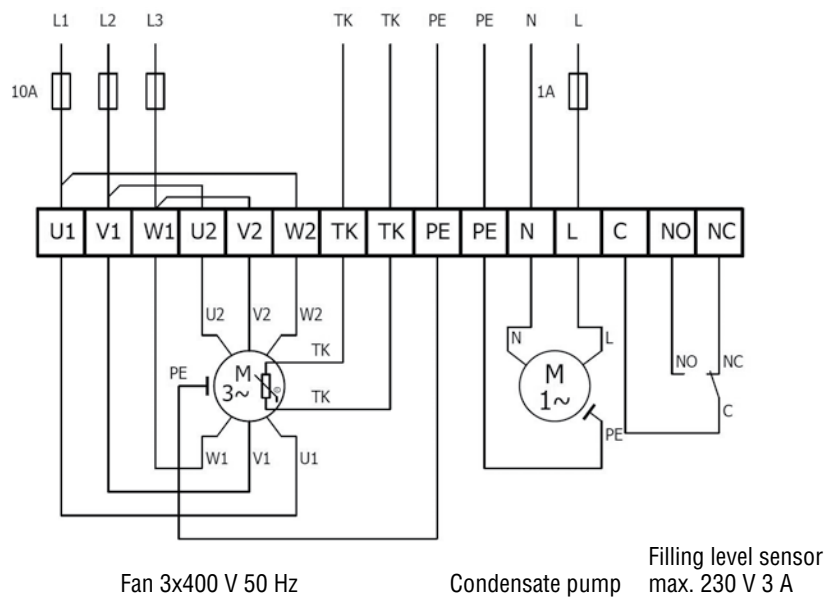 L1 L2 L3 TK TK PE PE N L
10A 1A
U1 V1 W1 U2 V2 W2 TK TK PE PE N L C NO NC
U2 V2 W2
TK
N L
PE
M
3~
TK
M
1~
NO NC
C
PE
W1 V1 U1
Fan 3x400 V 50 Hz
Condensate pump
Filling level sensor
max. 230 V 3 A